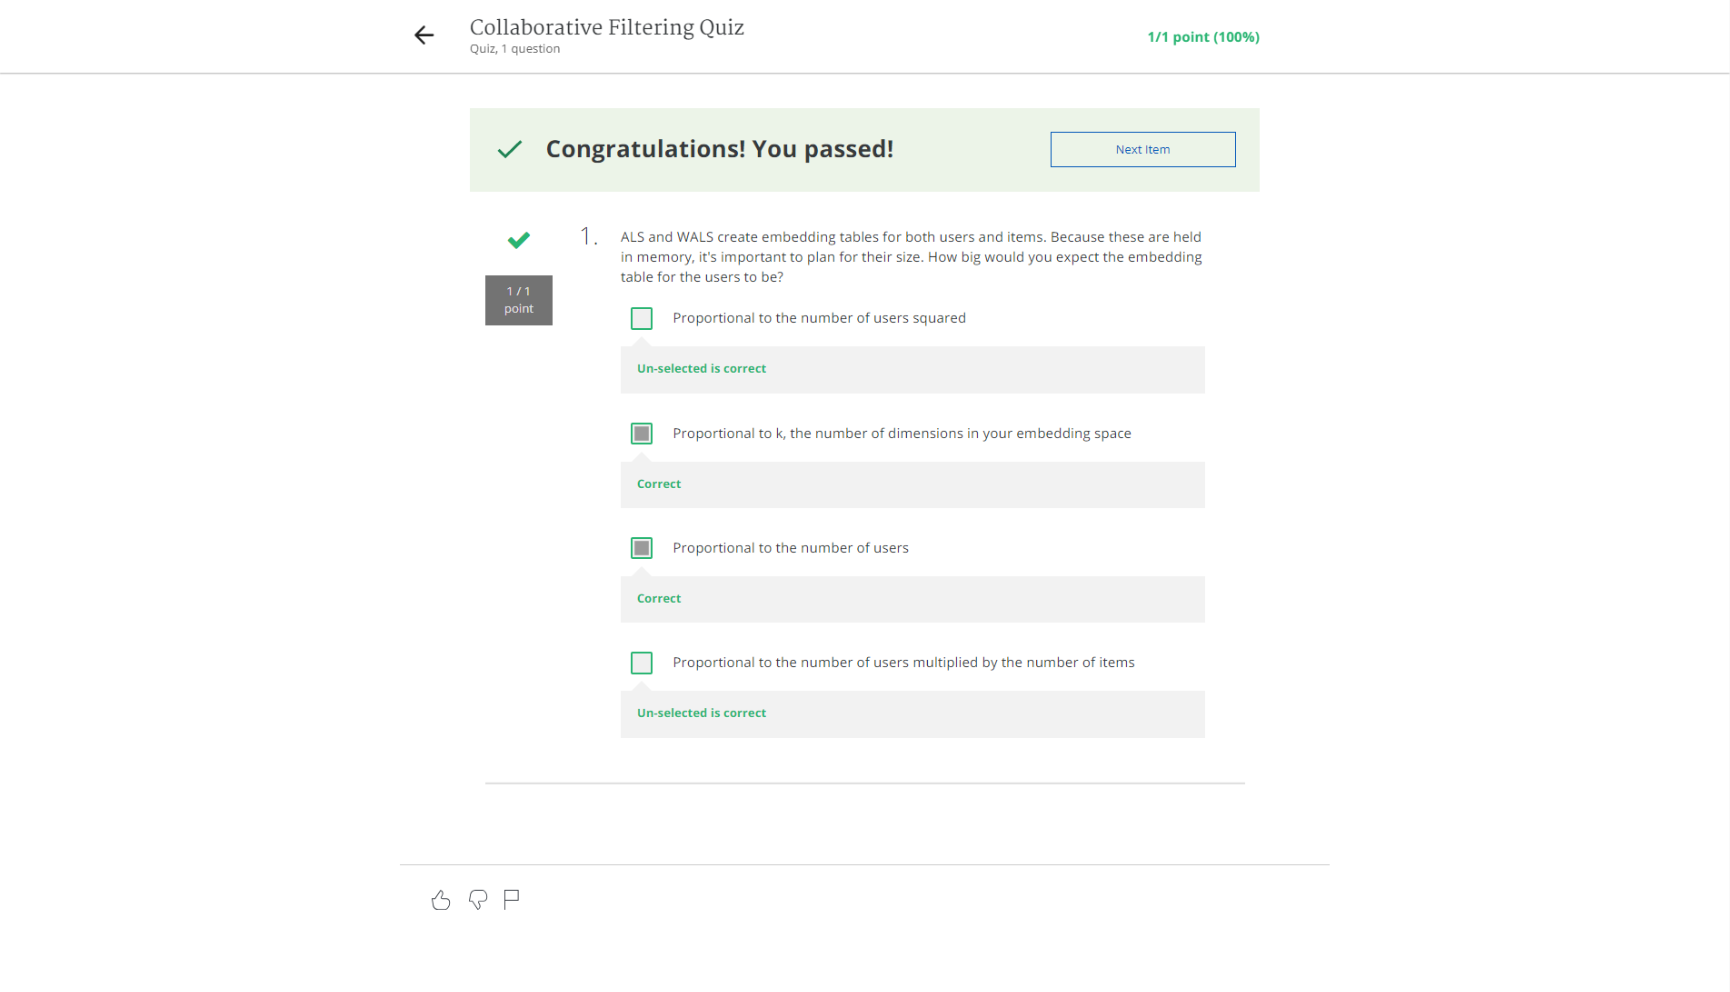 Collaborative Filtering Quiz
Quiz, 1 question
1/1 point (100%)
Congratulations! You passed!
Next Item
1 / 1
point
1.
ALS and WALS create embedding tables for both users and items. Because these are held
in memory, it's important to plan for their size. How big would you expect the embedding
table for the users to be?
Proportional to the number of users squared
Un-selected is correct
Proportional to k, the number of dimensions in your embedding space
Correct
Proportional to the number of users
Correct
Proportional to the number of users multiplied by the number of items
Un-selected is correct